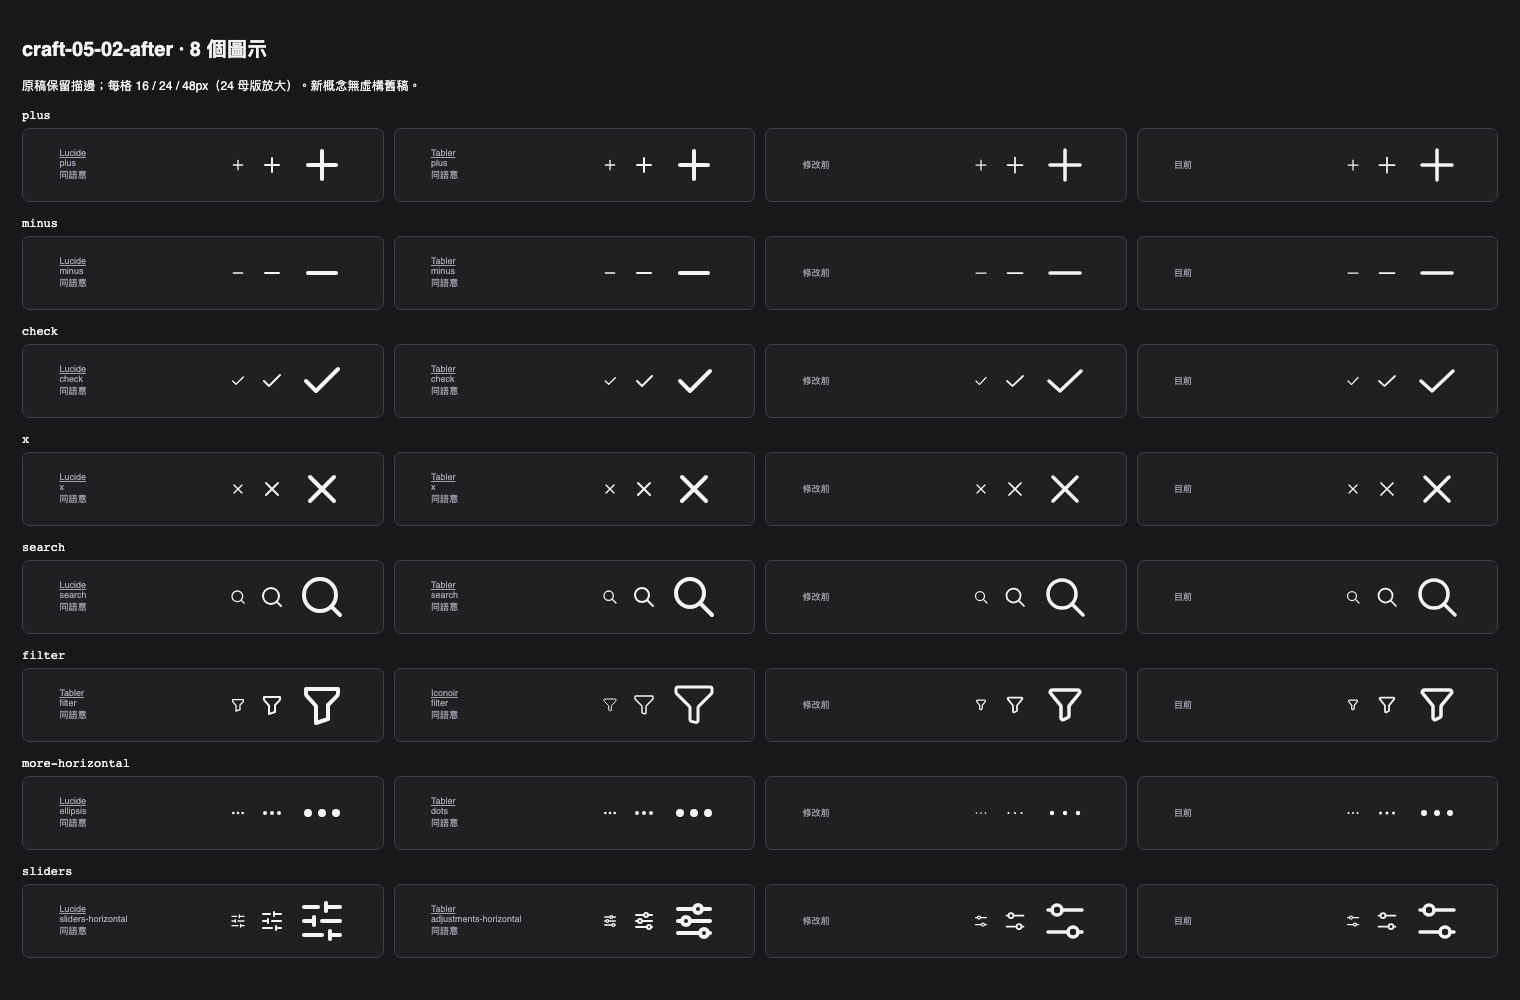 craft-05-02-after · 8 個圖示
原稿保留描邊；每格 16 / 24 / 48px（24 母版放大）。新概念無虛構舊稿。
plus
Lucide
plus
同語意
Tabler
plus
同語意
修改前
目前
minus
Lucide
minus
同語意
Tabler
minus
同語意
修改前
目前
check
Lucide
check
同語意
Tabler
check
同語意
修改前
目前
x
Lucide
x
同語意
Tabler
x
同語意
修改前
目前
search
Lucide
search
同語意
Tabler
search
同語意
修改前
目前
filter
Tabler
filter
同語意
Iconoir
filter
同語意
修改前
目前
more-horizontal
Lucide
ellipsis
同語意
Tabler
dots
同語意
修改前
目前
sliders
Lucide
sliders-horizontal
同語意
Tabler
adjustments-horizontal
同語意
修改前
目前